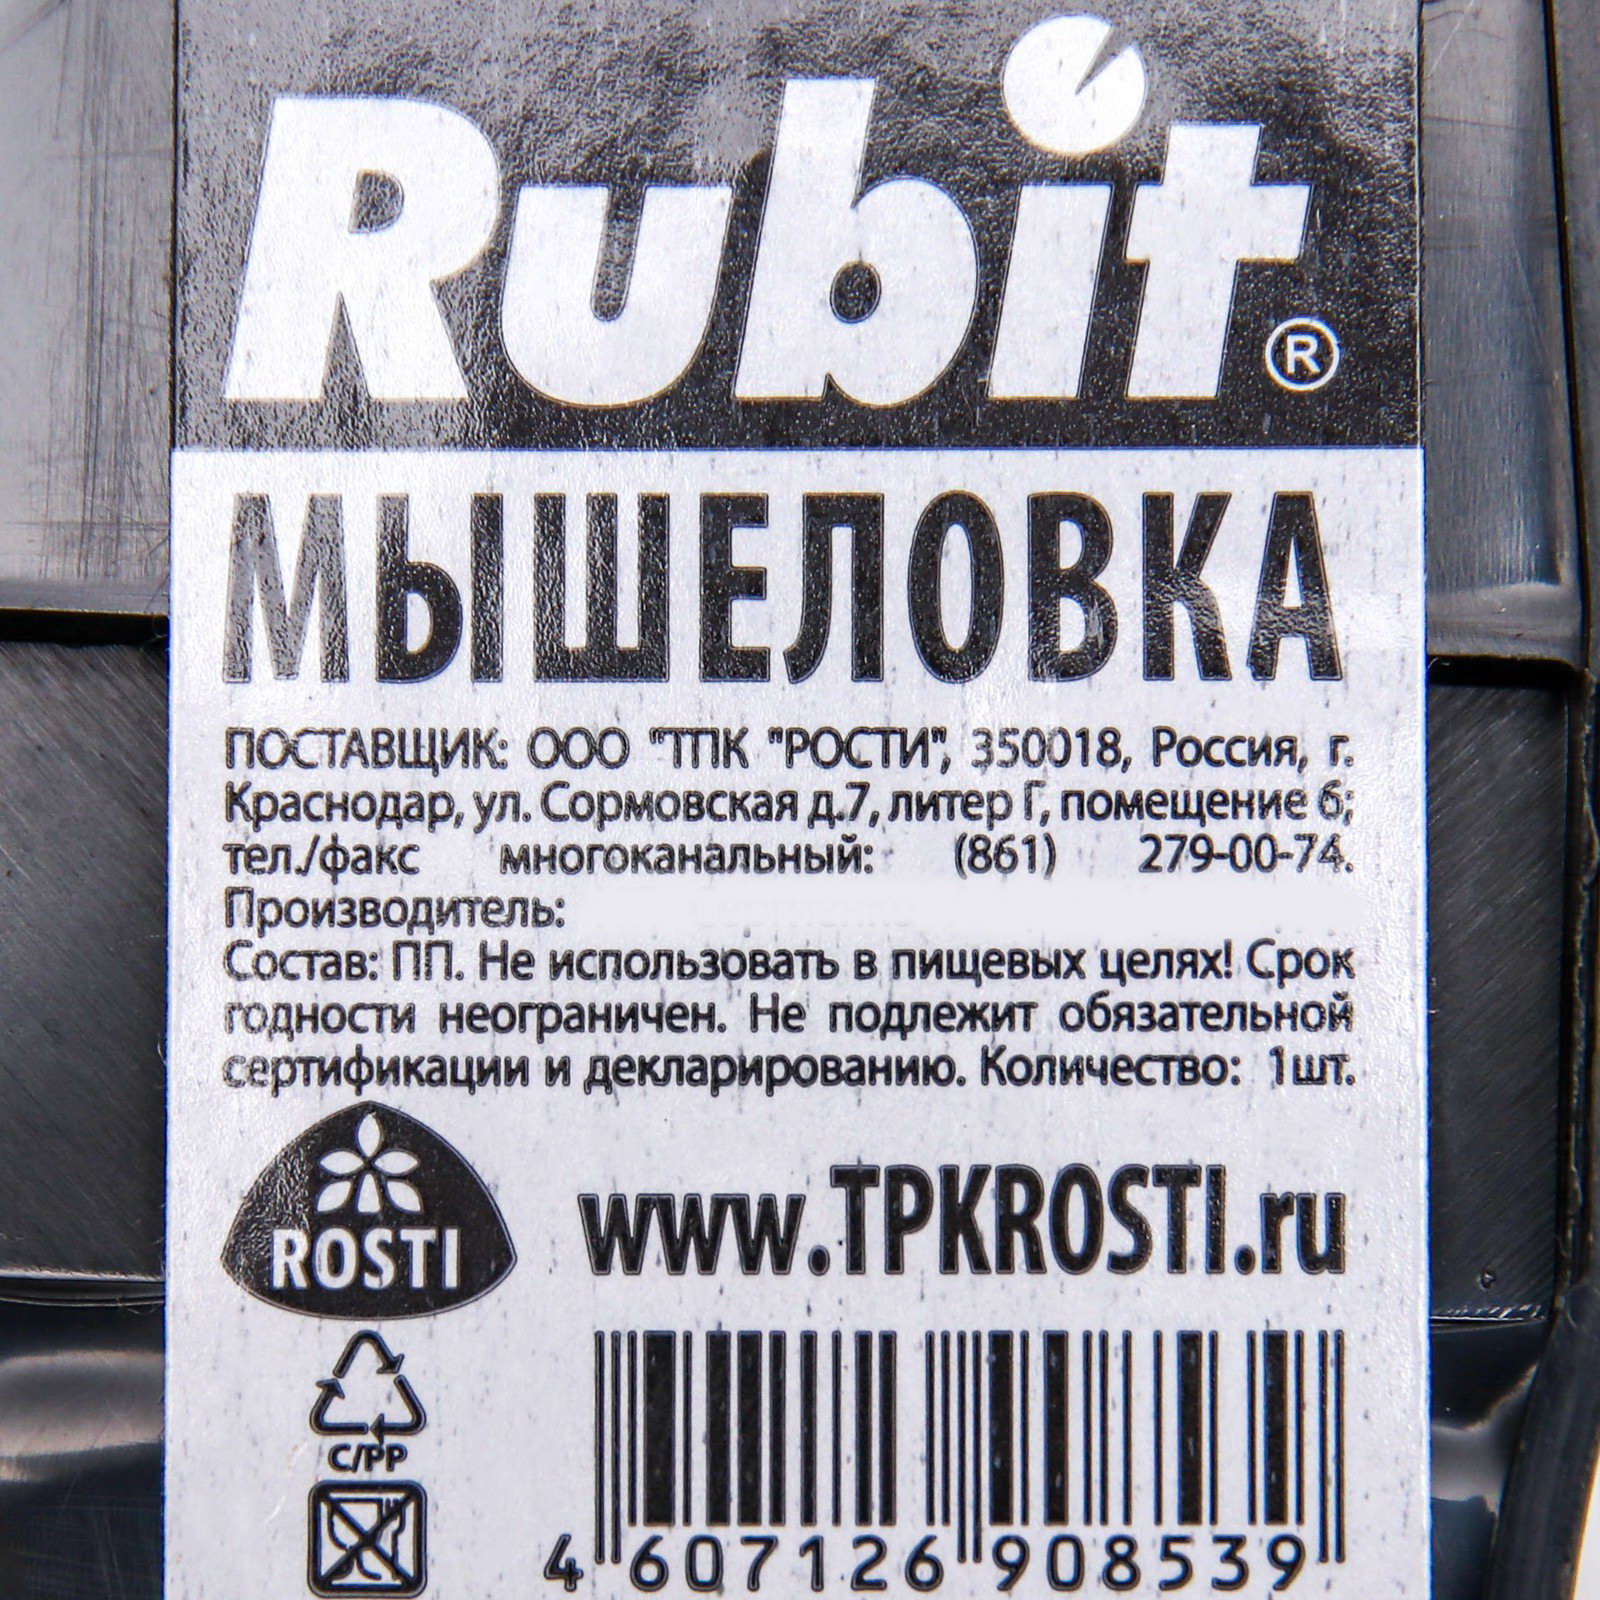 Rubit®
МЫШЕЛОВКА
ПОСТАВЩИК: ООО "ТПК "РОСТИ", 350018, Россия, г.
Краснодар, ул. Сормовская д.7, литер Г, помещение 6;
тел./факс многоканальный: (861) 279-00-74.
Производитель:
Состав: ПП. Не использовать в пищевых целях! Срок
годности неограничен. Не подлежит обязательной
сертификации и декларированию. Количество: 1шт.
ROSTI
www.TPKROSTI.ru
C/PP
4 607126 908539